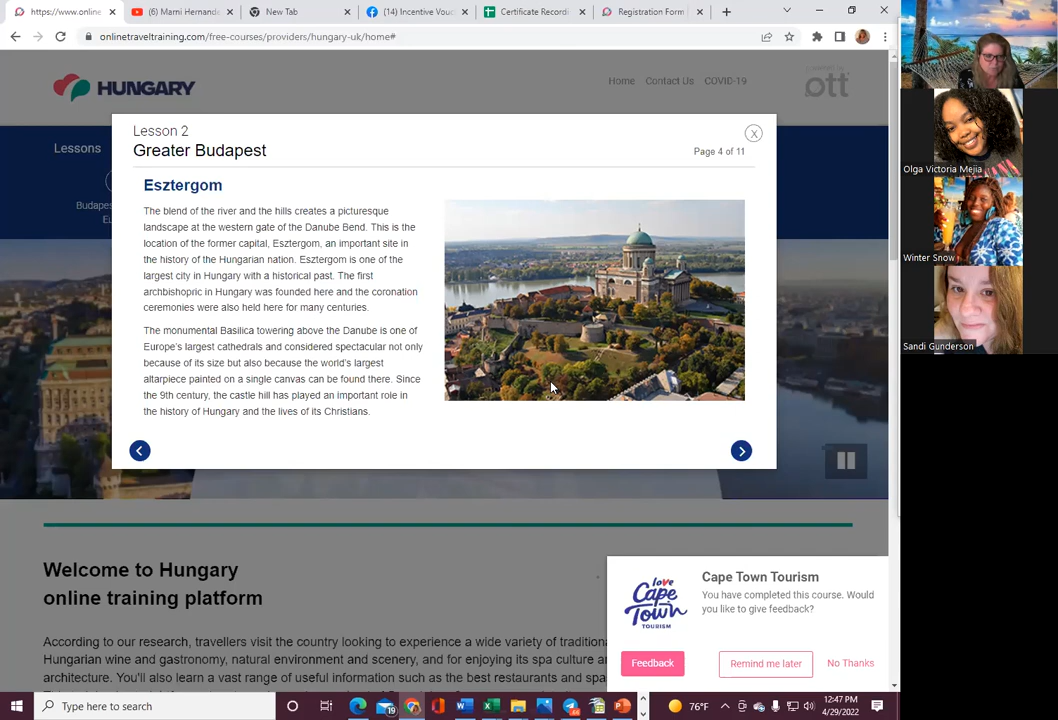 https://www.online
(6) Marni Hernande
New Tab
(14) Incentive Vouc
Certificate Recordi
Registration Form
onlinetraveltraining.com/free-courses/providers/hungary-uk/home#
HUNGARY
Home
Contact Us
COVID-19
powered by
ott
Lessons
Lesson 2
Greater Budapest
X
Page 4 of 11
Esztergom
The blend of the river and the hills creates a picturesque
landscape at the western gate of the Danube Bend. This is the
location of the former capital, Esztergom, an important site in
the history of the Hungarian nation. Esztergom is one of the
largest city in Hungary with a historical past. The first
archbishopric in Hungary was founded here and the coronation
ceremonies were also held here for many centuries.
The monumental Basilica towering above the Danube is one of
Europe's largest cathedrals and considered spectacular not only
because of its size but also because the world's largest
altarpiece painted on a single canvas can be found there. Since
the 9th century, the castle hill has played an important role in
the history of Hungary and the lives of its Christians.
Welcome to Hungary
online training platform
According to our research, travellers visit the country looking to experience a wide variety of traditiona
Hungarian wine and gastronomy, natural environment and scenery, and for enjoying its spa culture a
architecture. You'll also learn a vast range of useful information such as the best restaurants and spa
love
Cape
Town
TOURISM
Cape Town Tourism
You have completed this course. Would
you like to give feedback?
Feedback
Remind me later
No Thanks
Olga Victoria Mejia
Winter Snow
Sandi Gunderson
Type here to search
19
76°F
12:47 PM
4/29/2022